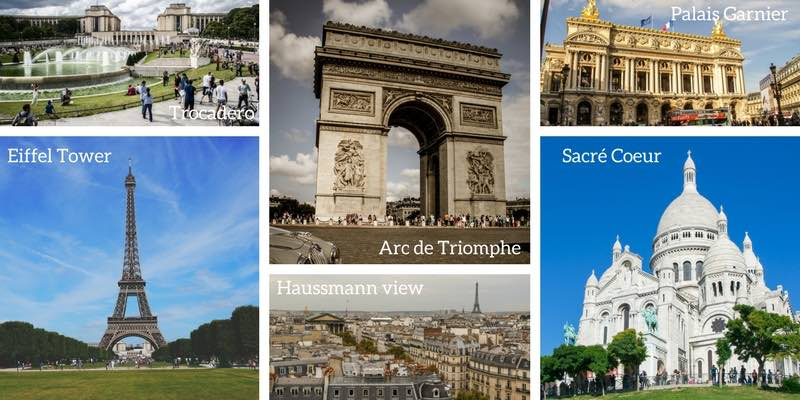 Trocadero
Eiffel Tower
Arc de Triomphe
Haussmann view
Palais Garnier
Sacré Coeur